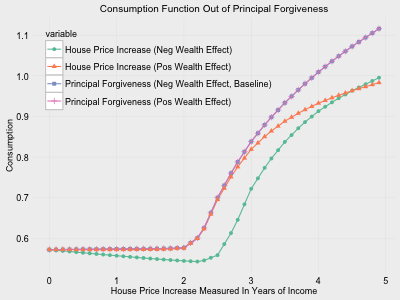 Consumption Function Out of Principal Forgiveness
variable
House Price Increase (Neg Wealth Effect)
House Price Increase (Pos Wealth Effect)
Principal Forgiveness (Neg Wealth Effect, Baseline)
Principal Forgiveness (Pos Wealth Effect)
Consumption
1.1
1.0
0.9
0.8
0.7
0.6
0 1 2 3 4 5
House Price Increase Measured In Years of Income